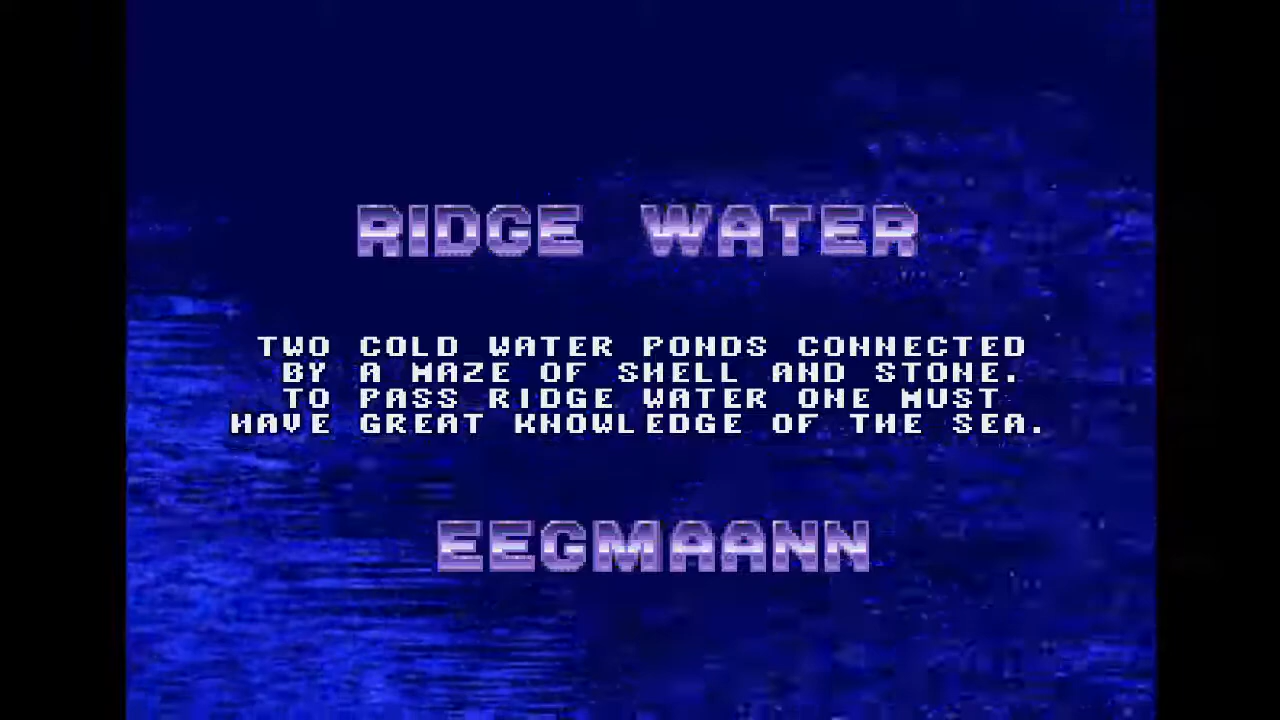 RIDGE WATER
TWO COLD WATER PONDS CONNECTED
BY A MAZE OF SHELL AND STONE.
TO PASS RIDGE WATER ONE MUST
HAVE GREAT KNOWLEDGE OF THE SEA.
EEGMAANN